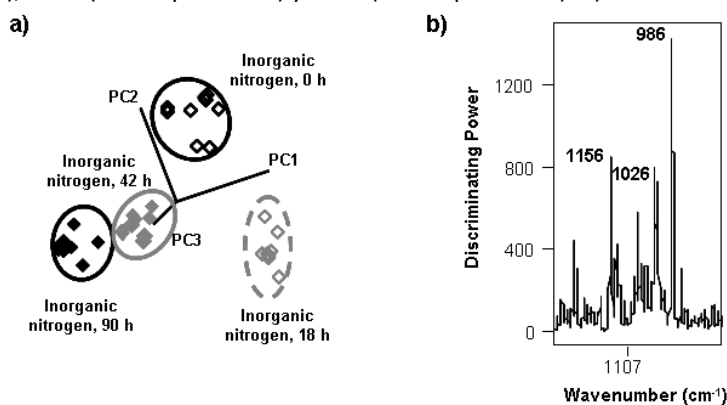 a)
Inorganic
nitrogen, 0 h
PC2
Inorganic
nitrogen, 42 h
PC1
PC3
Inorganic
nitrogen, 90 h
Inorganic
nitrogen, 18 h
b)
986
1156
1026
1200
800
400
0
Discriminating Power
1107
Wavenumber (cm⁻¹)